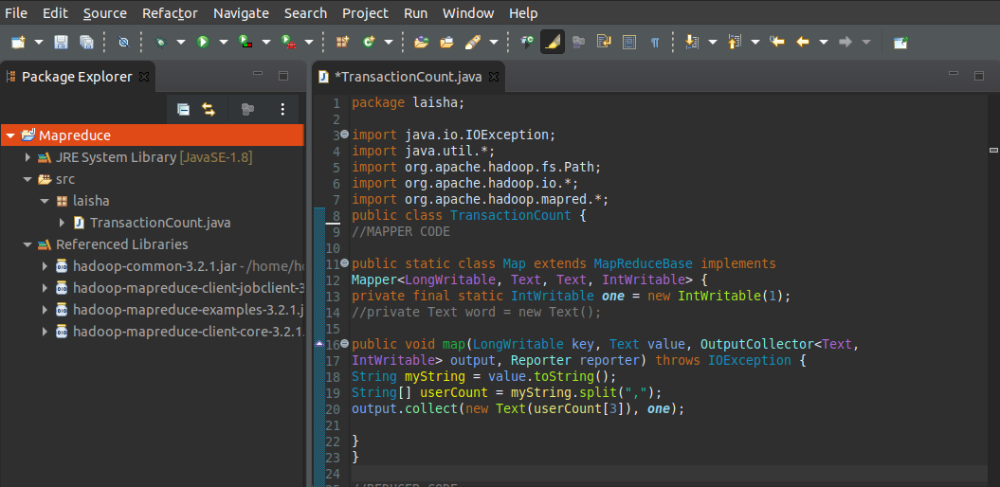 File Edit Source Refactor Navigate Search Project Run Window Help
Package Explorer
*TransactionCount.java
Mapreduce
JRE System Library [JavaSE-1.8]
src
laisha
TransactionCount.java
Referenced Libraries
hadoop-common-3.2.1.jar - /home/h
hadoop-mapreduce-client-jobclient-3
hadoop-mapreduce-examples-3.2.1.j
hadoop-mapreduce-client-core-3.2.1.
1 package laisha;
2
3 import java.io.IOException;
4 import java.util.*;
5 import org.apache.hadoop.fs.Path;
6 import org.apache.hadoop.io.*;
7 import org.apache.hadoop.mapred.*;
8 public class TransactionCount {
9 //MAPPER CODE
10
11 public static class Map extends MapReduceBase implements
12 Mapper<LongWritable, Text, Text, IntWritable> {
13 private final static IntWritable one = new IntWritable(1);
14 //private Text word = new Text();
15
16 public void map(LongWritable key, Text value, OutputCollector<Text,
17 IntWritable> output, Reporter reporter) throws IOException {
18 String myString = value.toString();
19 String[] userCount = myString.split(",");
20 output.collect(new Text(userCount[3]), one);
21
22 }
23 }
24